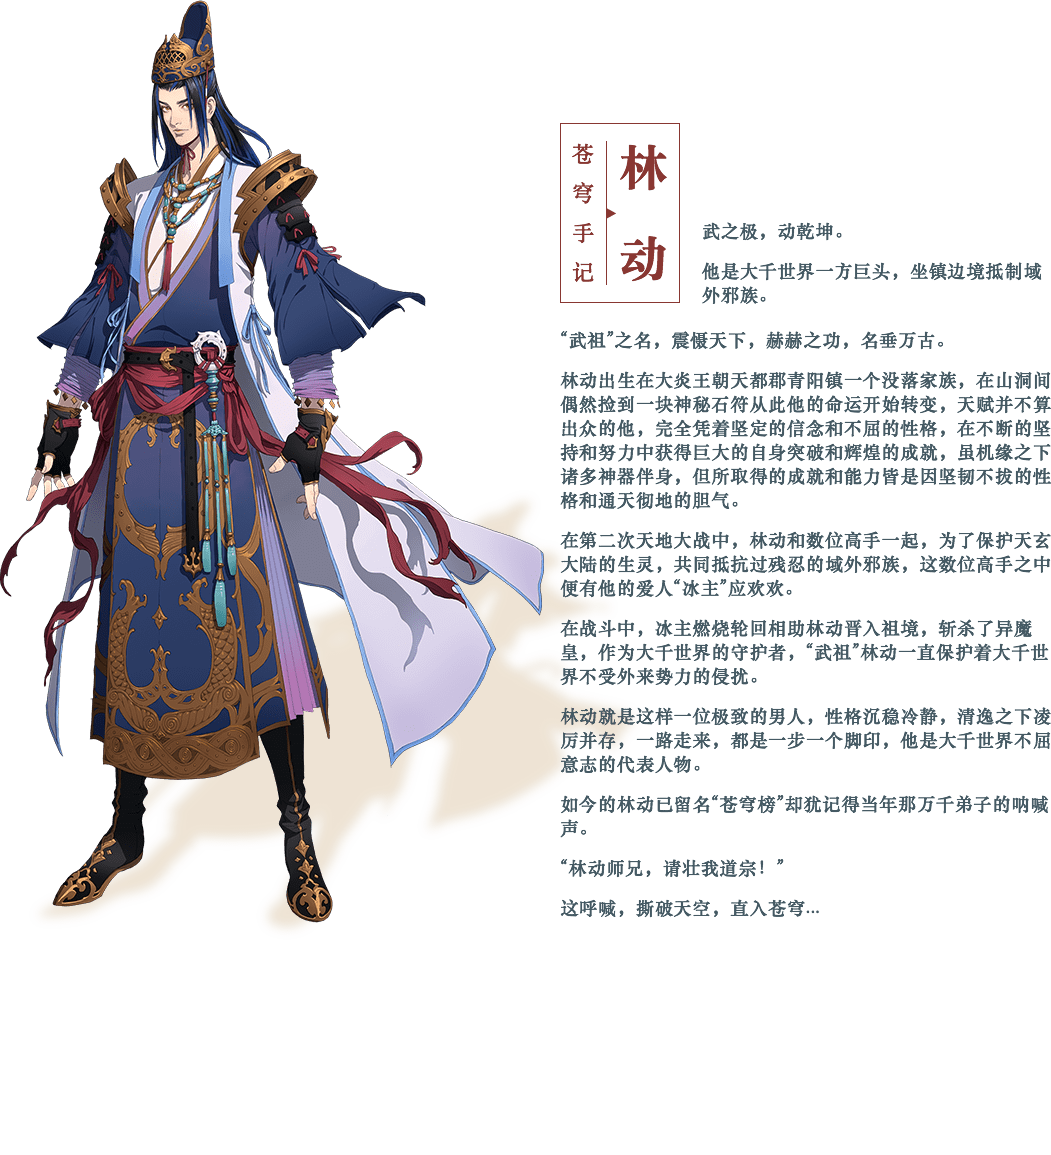 林动
苍穹手记
武之极，动乾坤。
他是大千世界一方巨头，坐镇边境抵制域
外邪族。
“武祖”之名，震慑天下，赫赫之功，名垂万古。
林动出生在大炎王朝天都郡青阳镇一个没落家族，在山洞间
偶然捡到一块神秘石符从此他的命运开始转变，天赋并不算
出众的他，完全凭着坚定的信念和不屈的性格，在不断的坚
持和努力中获得巨大的自身突破和辉煌的成就，虽机缘之下
诸多神器伴身，但所取得的成就和能力皆是因坚韧不拔的性
格和通天彻地的胆气。
在第二次天地大战中，林动和数位高手一起，为了保护天玄
大陆的生灵，共同抵抗过残忍的域外邪族，这数位高手之中
便有他的爱人“冰主”应欢欢。
在战斗中，冰主燃烧轮回相助林动晋入祖境，斩杀了异魔
皇，作为大千世界的守护者，“武祖”林动一直保护着大千世
界不受外来势力的侵扰。
林动就是这样一位极致的男人，性格沉稳冷静，清逸之下凌
厉并存，一路走来，都是一步一个脚印，他是大千世界不屈
意志的代表人物。
如今的林动已留名“苍穹榜”却犹记得当年那万千弟子的呐喊
声。
“林动师兄，请壮我道宗！”
这呼喊，撕破天空，直入苍穹...